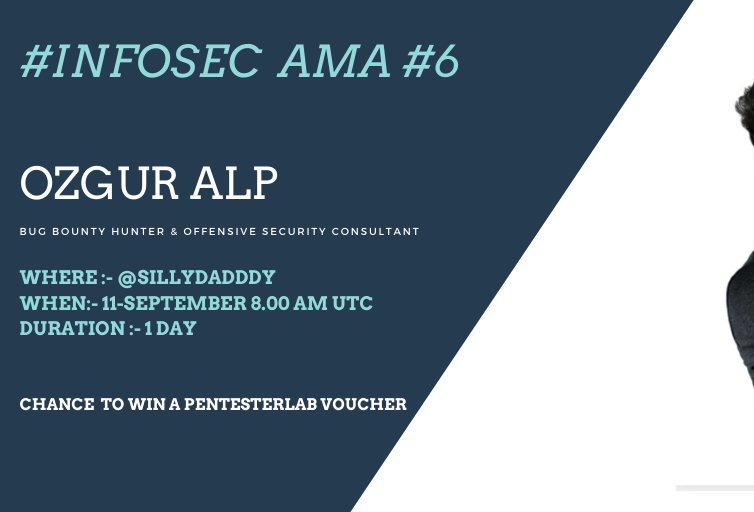 #INFOSEC AMA #6
OZGUR ALP
BUG BOUNTY HUNTER & OFFENSIVE SECURITY CONSULTANT
WHERE :- @SILLYDADDDY
WHEN:- 11-SEPTEMBER 8.00 AM UTC
DURATION :- 1 DAY
CHANCE TO WIN A PENTESTERLAB VOUCHER